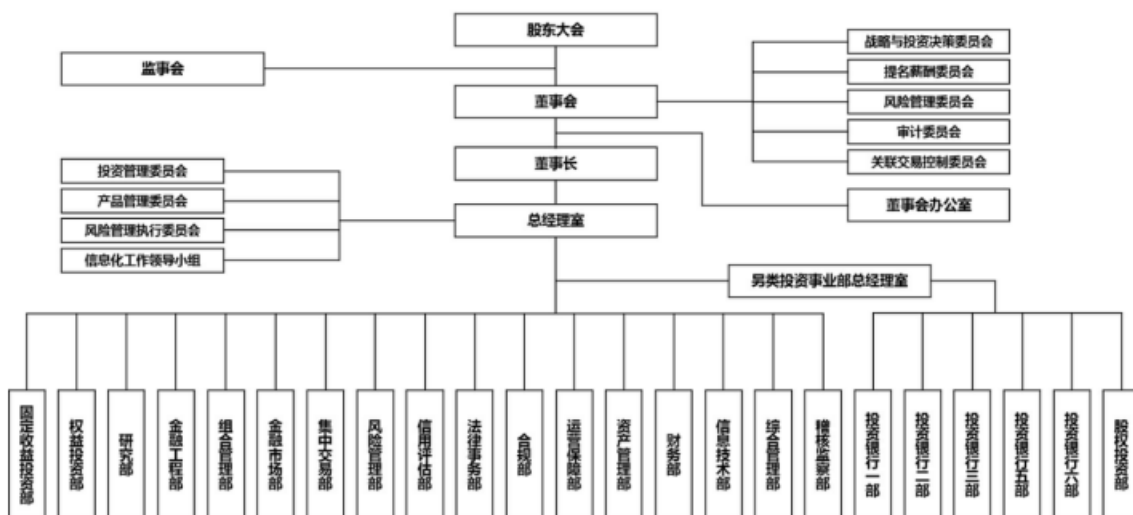 股东大会
监事会
董事会
战略与投资决策委员会
提名薪酬委员会
风险管理委员会
审计委员会
关联交易控制委员会
董事会办公室
董事长
总经理室
投资管理委员会
产品管理委员会
风险管理执行委员会
信息化工作领导小组
另类投资事业部总经理室
固定收益投资部
权益投资部
研究部
金融工程部
组合管理部
金融市场部
集中交易部
风险管理部
信用评估部
法律事务部
合规部
运营保障部
资产管理部
财务部
信息技术部
综合管理部
稽核监察部
投资银行一部
投资银行二部
投资银行三部
投资银行五部
投资银行六部
股权投资部